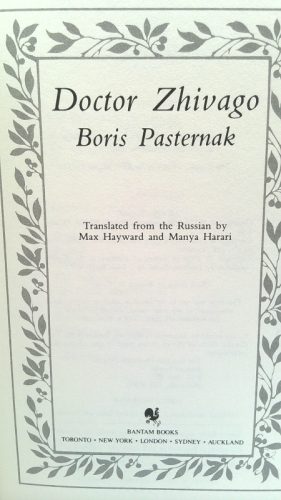 Doctor Zhivago
Boris Pasternak
Translated from the Russian by
Max Hayward and Manya Harari
BANTAM BOOKS
TORONTO • NEW YORK • LONDON • SYDNEY • AUCKLAND